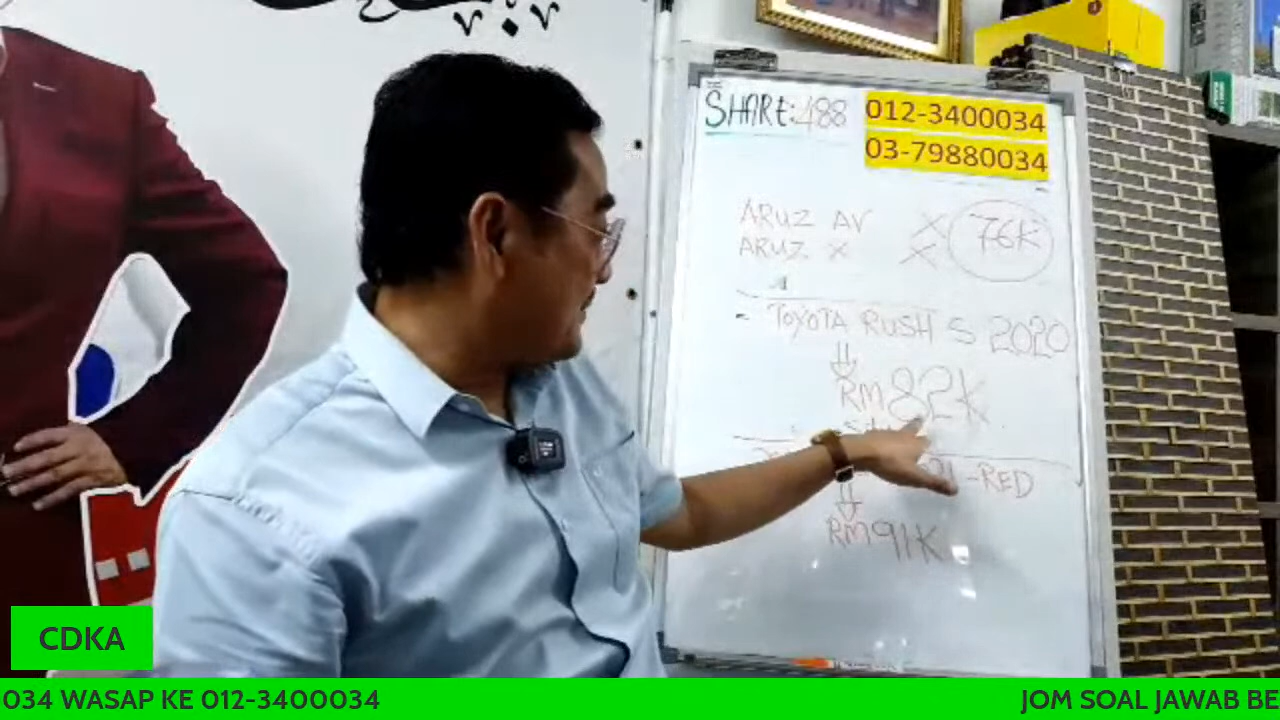 SHARE: 488
012-3400034
03-79880034
ARUZ AV X 76K
ARUZ X X
- TOYOTA RUSH S 2020
RM82K
-RED
RM91K
CDKA
034 WASAP KE 012-3400034
JOM SOAL JAWAB BE